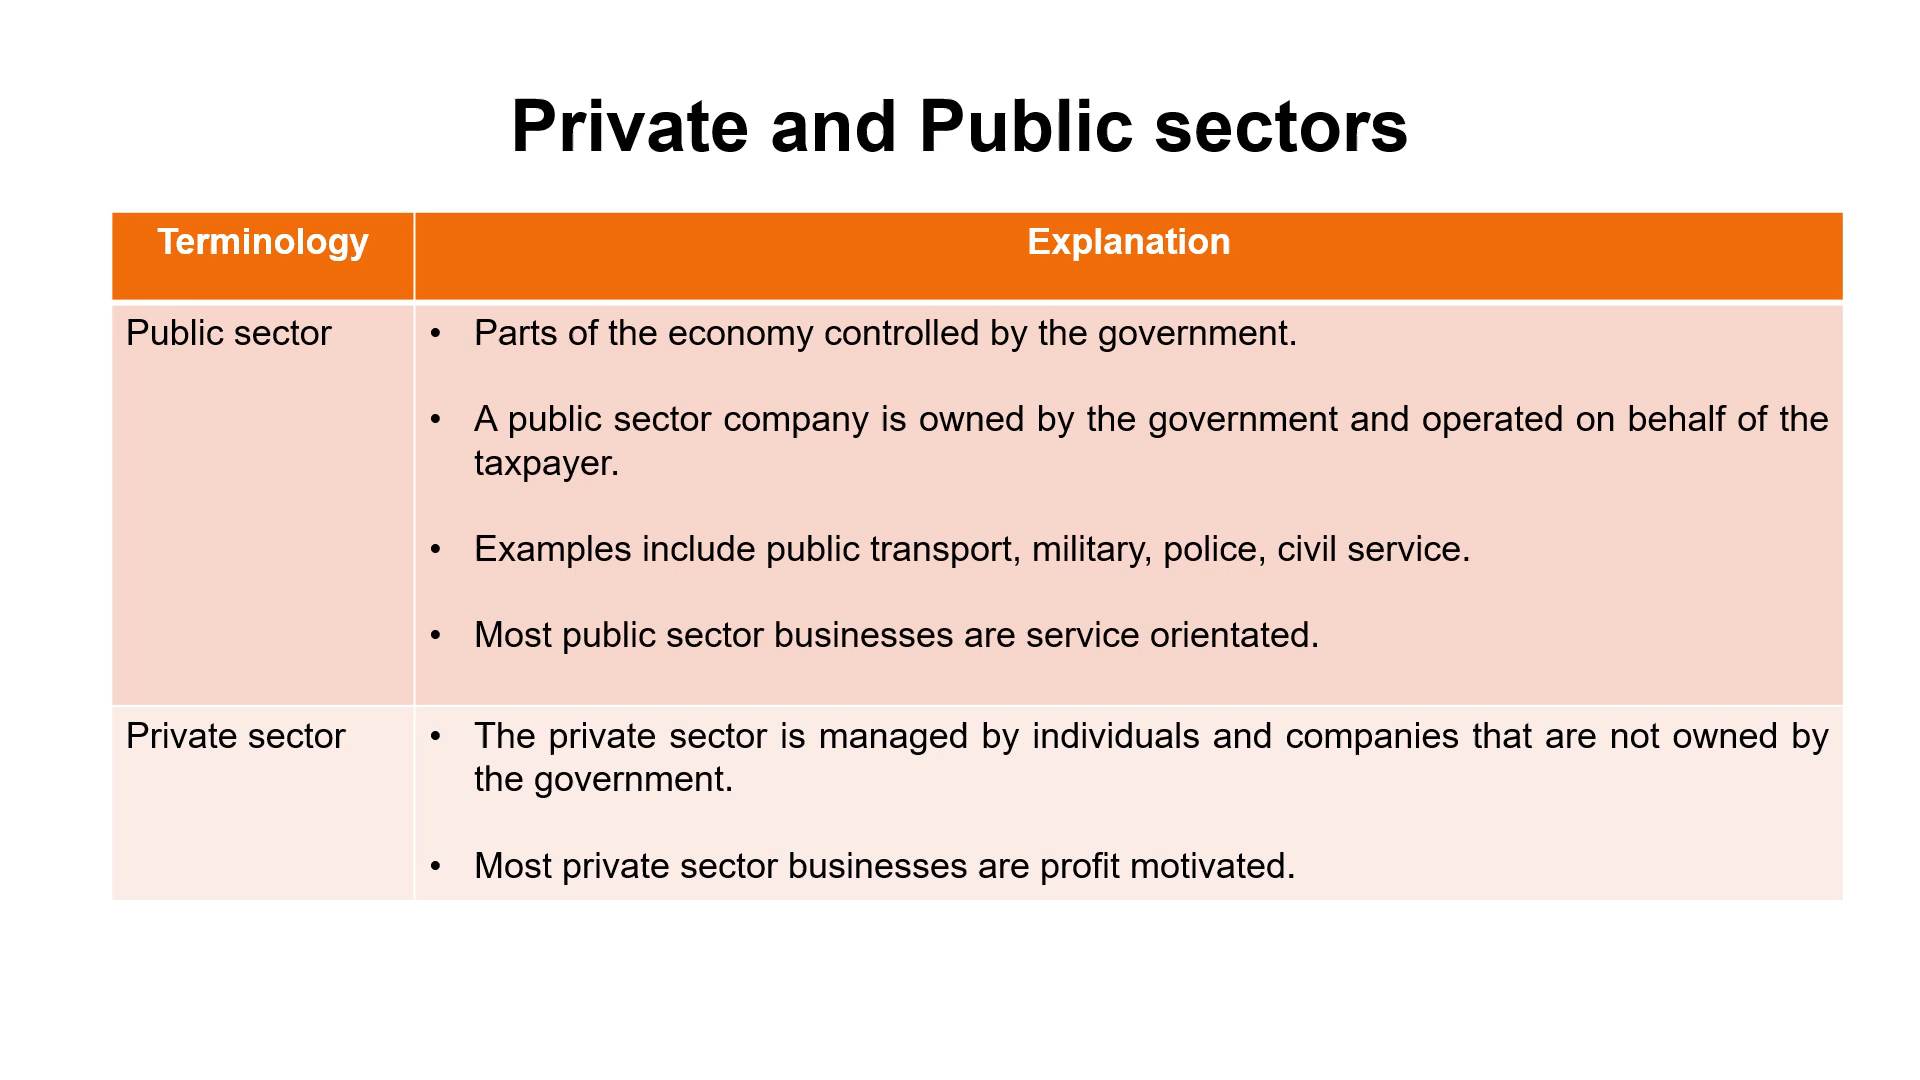 Private and Public sectors
Terminology
Explanation
Public sector
• Parts of the economy controlled by the government.
• A public sector company is owned by the government and operated on behalf of the
taxpayer.
• Examples include public transport, military, police, civil service.
• Most public sector businesses are service orientated.
Private sector
• The private sector is managed by individuals and companies that are not owned by
the government.
• Most private sector businesses are profit motivated.